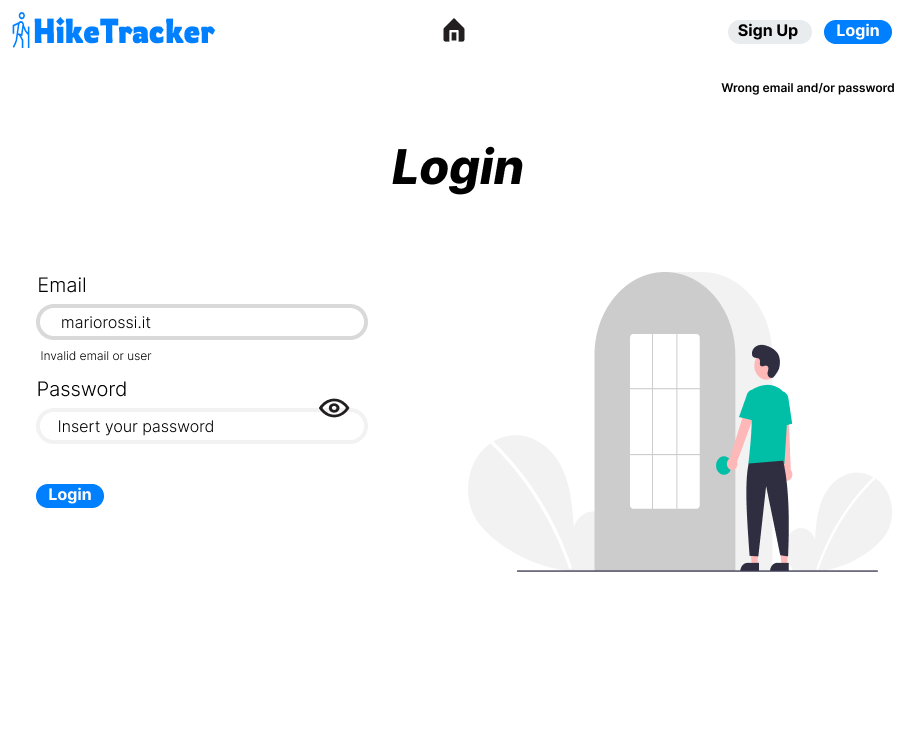 HikeTracker
Sign Up
Login
Wrong email and/or password
Login
Email
mariorossi.it
Invalid email or user
Password
Insert your password
Login